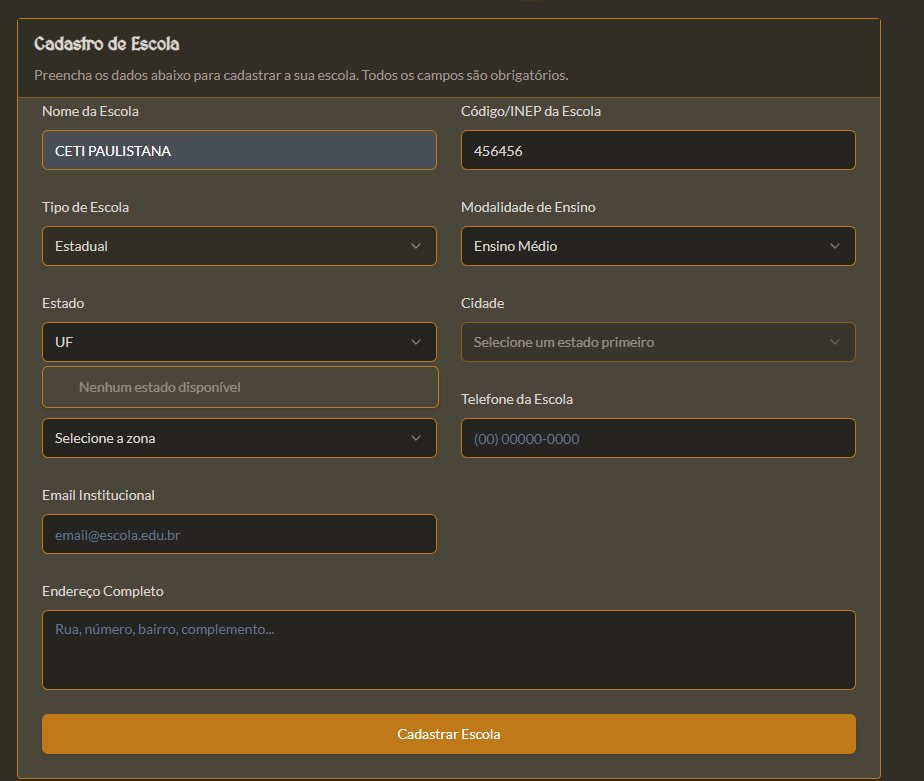 Cadastro de Escola
Preencha os dados abaixo para cadastrar a sua escola. Todos os campos são obrigatórios.
Nome da Escola
Código/INEP da Escola
CETI PAULISTANA
456456
Tipo de Escola
Modalidade de Ensino
Estadual
Ensino Médio
Estado
Cidade
UF
Selecione um estado primeiro
Nenhum estado disponível
Telefone da Escola
Selecione a zona
(00) 00000-0000
Email Institucional
email@escola.edu.br
Endereço Completo
Rua, número, bairro, complemento...
Cadastrar Escola